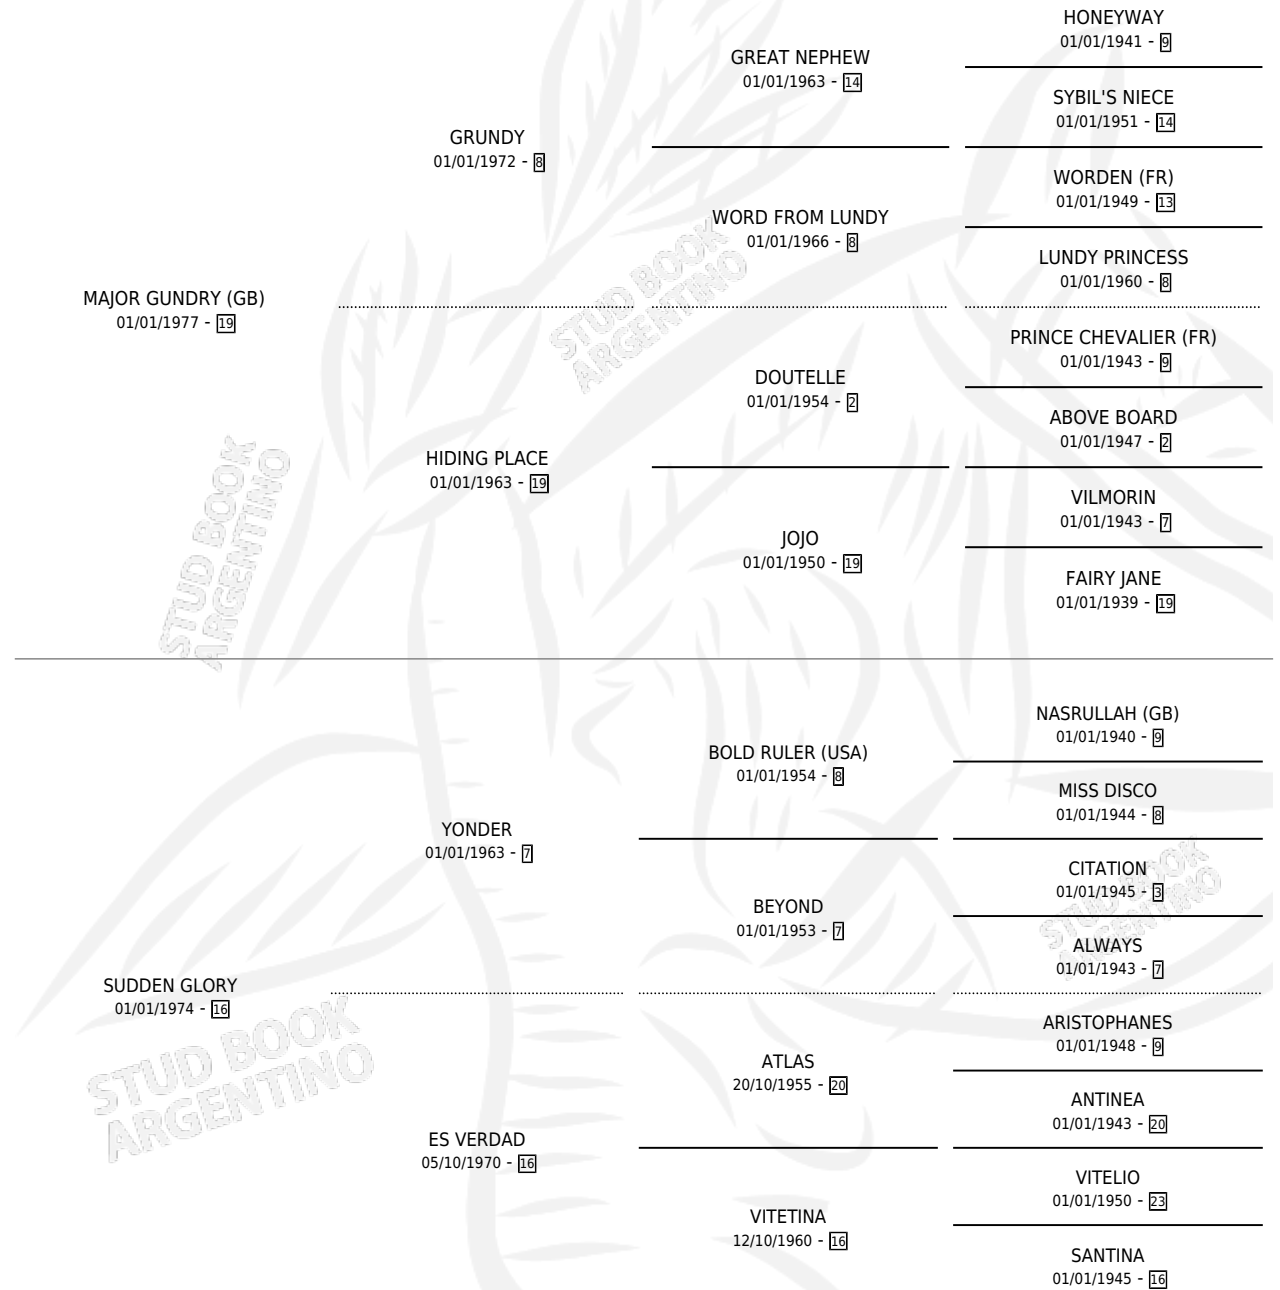 HONEYWAY
01/01/1941 - 9
GREAT NEPHEW
01/01/1963 - 14
SYBIL'S NIECE
01/01/1951 - 14
GRUNDY
01/01/1972 - 8
WORDEN (FR)
01/01/1949 - 13
WORD FROM LUNDY
01/01/1966 - 8
LUNDY PRINCESS
01/01/1960 - 8
MAJOR GUNDRY (GB)
01/01/1977 - 19
STUD BOOK
ARGENTINO
PRINCE CHEVALIER (FR)
01/01/1943 - 9
DOUTELLE
01/01/1954 - 2
ABOVE BOARD
01/01/1947 - 2
HIDING PLACE
01/01/1963 - 19
VILMORIN
01/01/1943 - 7
JOJO
01/01/1950 - 19
FAIRY JANE
01/01/1939 - 19
STUD BOOK
ARGENTINO
NASRULLAH (GB)
01/01/1940 - 9
BOLD RULER (USA)
01/01/1954 - 8
MISS DISCO
01/01/1944 - 8
YONDER
01/01/1963 - 7
CITATION
01/01/1945 - 3
BEYOND
01/01/1953 - 7
STUD BOOK
ARGENTINO
ALWAYS
01/01/1943 - 7
SUDDEN GLORY
01/01/1974 - 16
ARISTOPHANES
01/01/1948 - 9
ATLAS
20/10/1955 - 20
STUD BOOK
ARGENTINO
ANTINEA
01/01/1943 - 20
ES VERDAD
05/10/1970 - 16
VITELIO
01/01/1950 - 23
VITETINA
12/10/1960 - 16
SANTINA
01/01/1945 - 16